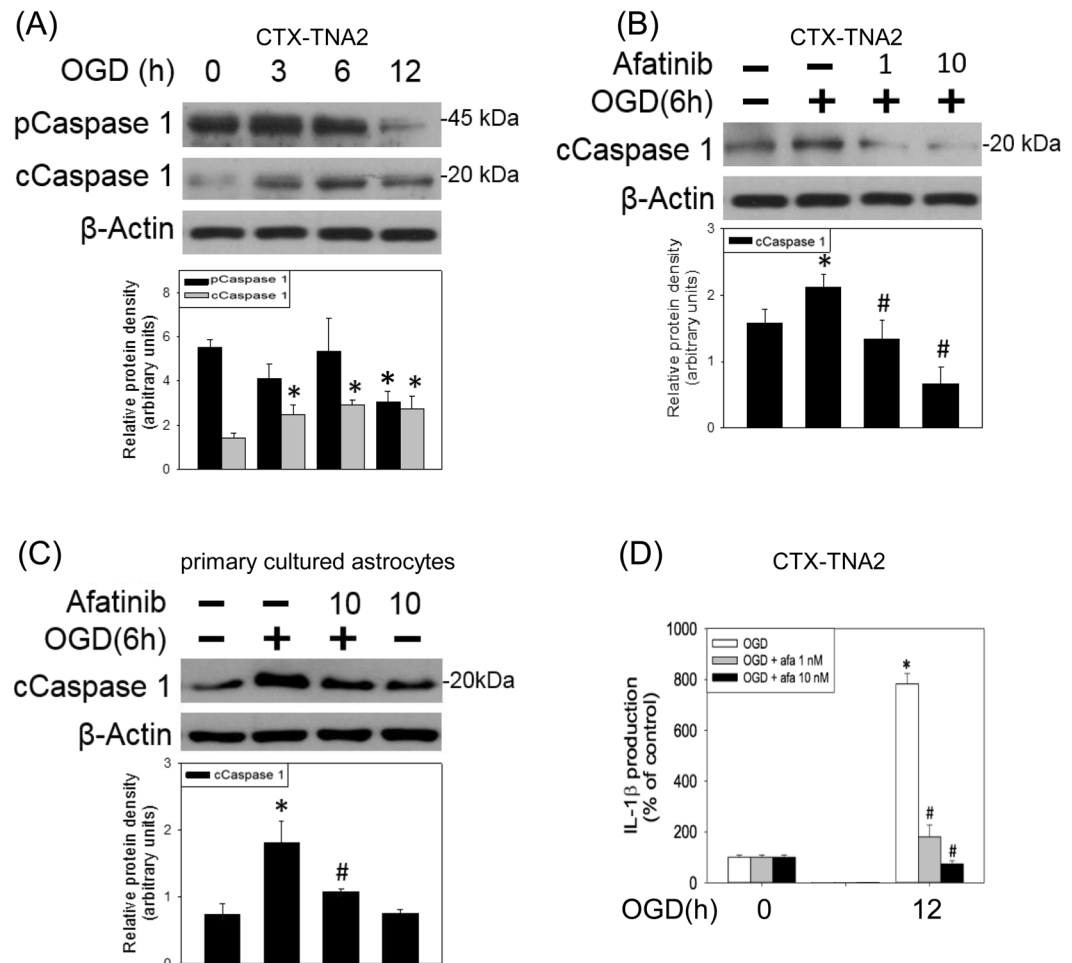 (A)
CTX-TNA2
OGD (h) 0 3 6 12
pCaspase 1 -45 kDa
cCaspase 1 -20 kDa
β-Actin
pCaspase 1
cCaspase 1
Relative protein density
(arbitrary units)
8
6
4
2
0
* * * *
(B)
CTX-TNA2
Afatinib − − 1 10
OGD(6h) − + + +
cCaspase 1 -20 kDa
β-Actin
cCaspase 1
Relative protein density
(arbitrary units)
3
2
1
0
* # #
(C)
primary cultured astrocytes
Afatinib − − 10 10
OGD(6h) − + + −
cCaspase 1 -20kDa
β-Actin
cCaspase 1
Relative protein density
(arbitrary units)
3
2
1
0
* #
(D)
CTX-TNA2
OGD
OGD + afa 1 nM
OGD + afa 10 nM
IL-1β production
(% of control)
1000
800
600
400
200
0
* # #
OGD(h) 0 12